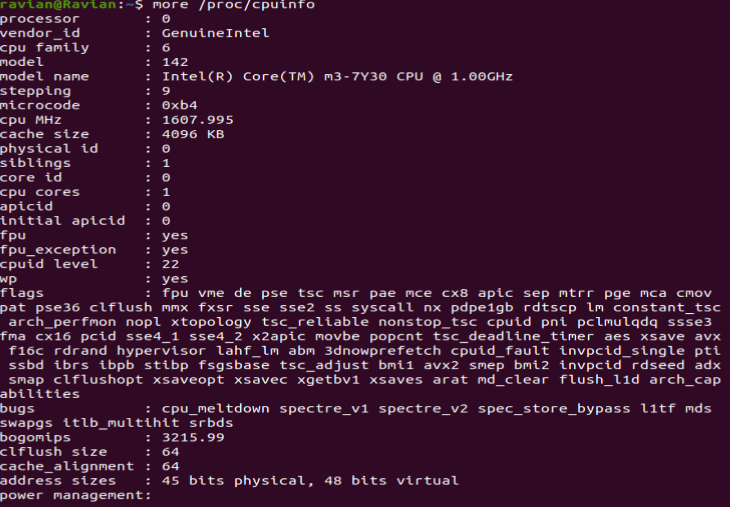 ravian@Ravian:~$ more /proc/cpuinfo
processor : 0
vendor_id : GenuineIntel
cpu family : 6
model : 142
model name : Intel(R) Core(TM) m3-7Y30 CPU @ 1.00GHz
stepping : 9
microcode : 0xb4
cpu MHz : 1607.995
cache size : 4096 KB
physical id : 0
siblings : 1
core id : 0
cpu cores : 1
apicid : 0
initial apicid : 0
fpu : yes
fpu_exception : yes
cpuid level : 22
wp : yes
flags : fpu vme de pse tsc msr pae mce cx8 apic sep mtrr pge mca cmov
pat pse36 clflush mmx fxsr sse sse2 ss syscall nx pdpe1gb rdtscp lm constant_tsc
arch_perfmon nopl xtopology tsc_reliable nonstop_tsc cpuid pni pclmulqdq ssse3
fma cx16 pcid sse4_1 sse4_2 x2apic movbe popcnt tsc_deadline_timer aes xsave avx
f16c rdrand hypervisor lahf_lm abm 3dnowprefetch cpuid_fault invpcid_single pti
ssbd ibrs ibpb stibp fsgsbase tsc_adjust bmi1 avx2 smep bmi2 invpcid rdseed adx
smap clflushopt xsaveopt xsavec xgetbv1 xsaves arat md_clear flush_l1d arch_cap
abilities
bugs : cpu_meltdown spectre_v1 spectre_v2 spec_store_bypass l1tf mds
swapgs itlb_multihit srbds
bogomips : 3215.99
clflush size : 64
cache_alignment : 64
address sizes : 45 bits physical, 48 bits virtual
power management: